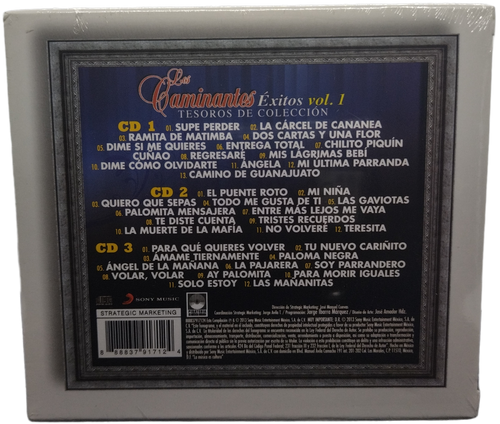 Los
Caminantes Éxitos vol. 1
TESOROS DE COLECCIÓN
CD 1 01. SUPE PERDER 02. LA CÁRCEL DE CANANEA
03. RAMITA DE MATIMBA 04. DOS CARTAS Y UNA FLOR
05. DIME SI ME QUIERES 06. ENTREGA TOTAL 07. CHILITO PIQUÍN
CUÑAO 08. REGRESARÉ 09. MIS LÁGRIMAS BEBÍ
10. DIME CÓMO OLVIDARTE 11. ÁNGELA 12. MI ÚLTIMA PARRANDA
13. CAMINO DE GUANAJUATO
CD 2 01. EL PUENTE ROTO 02. MI NIÑA
03. QUIERO QUE SEPAS 04. TODO ME GUSTA DE TI 05. LAS GAVIOTAS
06. PALOMITA MENSAJERA 07. ENTRE MÁS LEJOS ME VAYA
08. TE DISTE CUENTA 09. TRISTES RECUERDOS
10. LA MUERTE DE LA MAFIA 11. NO VOLVERÉ 12. TERESITA
CD 3 01. PARA QUÉ QUIERES VOLVER 02. TU NUEVO CARIÑITO
03. ÁMAME TIERNAMENTE 04. PALOMA NEGRA
05. ÁNGEL DE LA MAÑANA 06. LA PAJARERA 07. SOY PARRANDERO
08. VOLAR, VOLAR 09. AY PALOMITA 10. PARA MORIR IGUALES
11. SOLO ESTOY 12. LAS MAÑANITAS
SONY MUSIC
STRATEGIC MARKETING
8 88837 91712 4